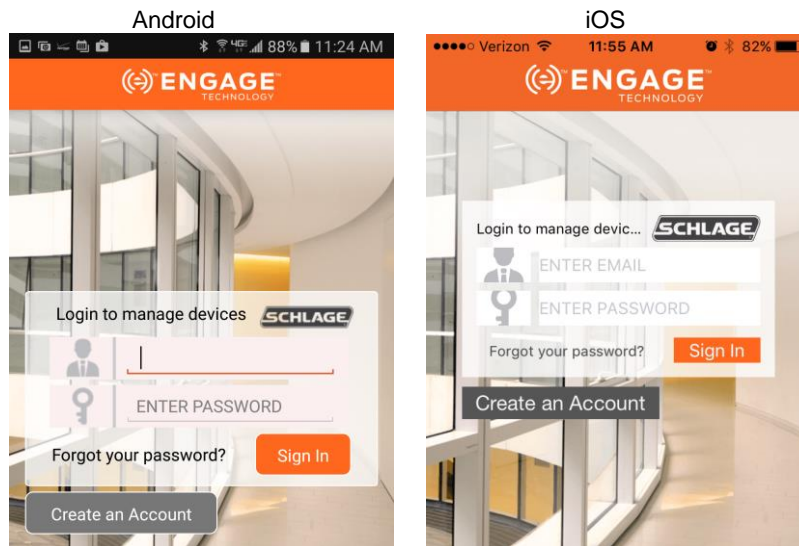 Android
88% 11:24 AM
ENGAGE™
TECHNOLOGY
Login to manage devices SCHLAGE
ENTER PASSWORD
Forgot your password? Sign In
Create an Account
iOS
Verizon 11:55 AM 82%
ENGAGE™
TECHNOLOGY
Login to manage devic... SCHLAGE
ENTER EMAIL
ENTER PASSWORD
Forgot your password? Sign In
Create an Account